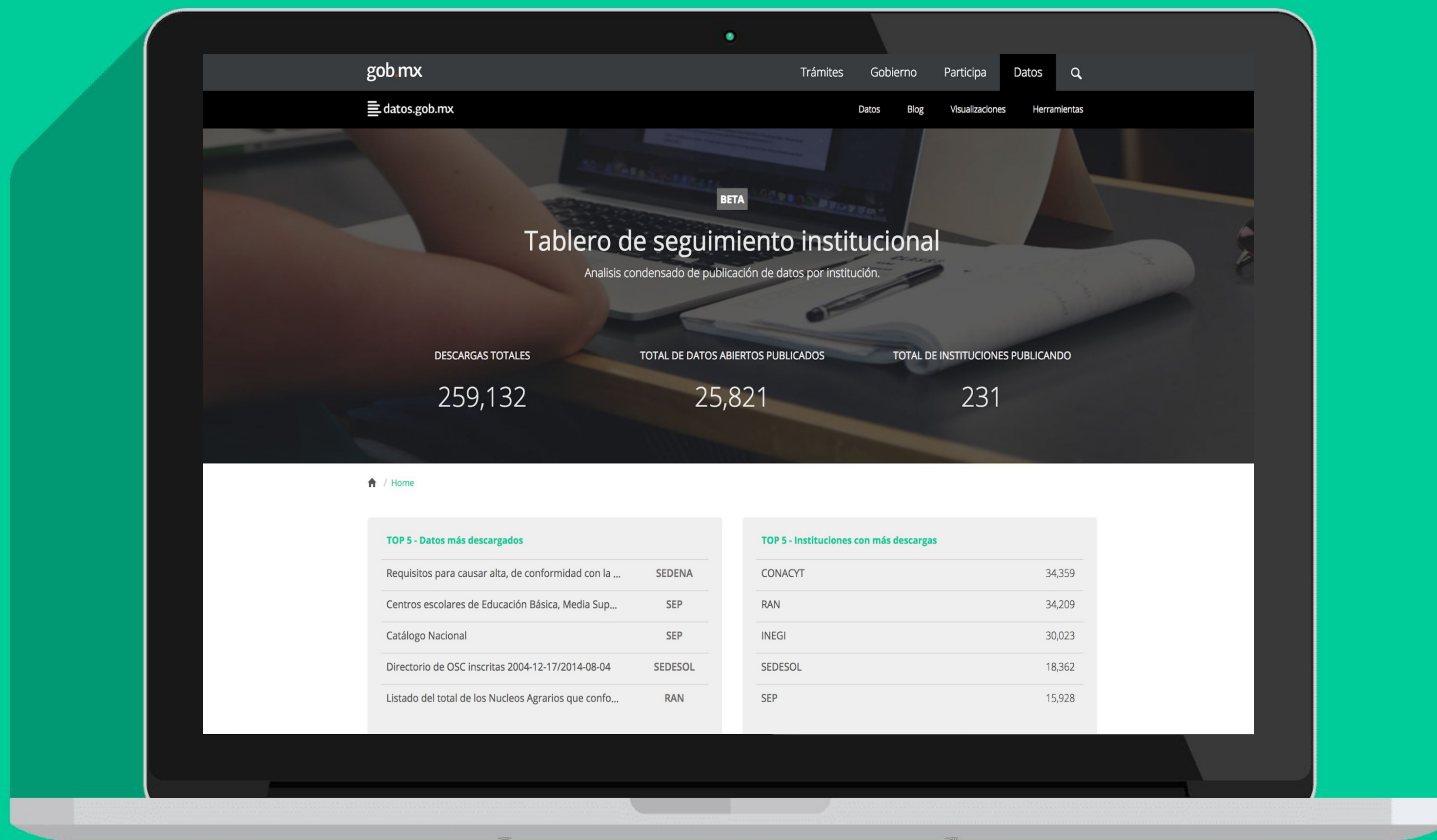 gob.mx
Trámites Gobierno Participa Datos
datos.gob.mx
Datos Blog Visualizaciones Herramientas
BETA
Tablero de seguimiento institucional
Analisis condensado de publicación de datos por institución.
DESCARGAS TOTALES TOTAL DE DATOS ABIERTOS PUBLICADOS TOTAL DE INSTITUCIONES PUBLICANDO
259,132 25,821 231
/ Home
TOP 5 - Datos más descargados
Requisitos para causar alta, de conformidad con la ... SEDENA
Centros escolares de Educación Básica, Media Sup... SEP
Catálogo Nacional SEP
Directorio de OSC inscritas 2004-12-17/2014-08-04 SEDESOL
Listado del total de los Nucleos Agrarios que confo... RAN
TOP 5 - Instituciones con más descargas
CONACYT 34,359
RAN 34,209
INEGI 30,023
SEDESOL 18,362
SEP 15,928